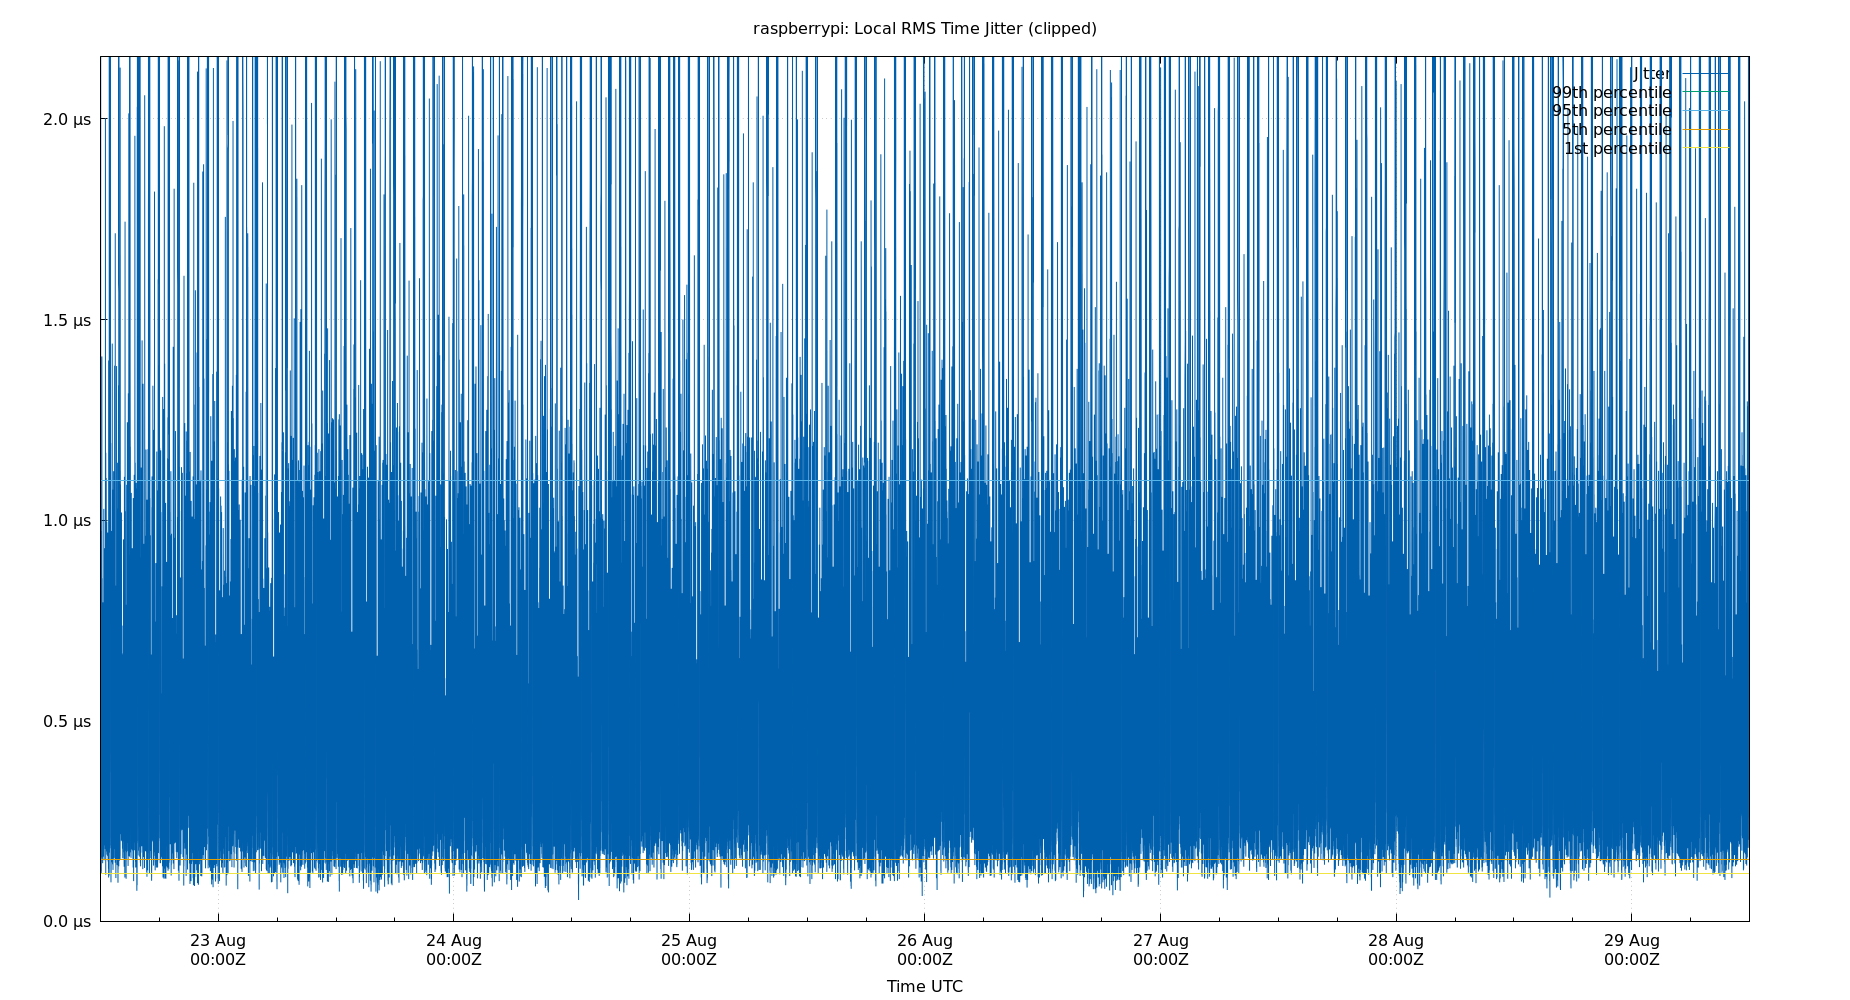 raspberrypi: Local RMS Time Jitter (clipped)
Jitter
99th percentile
95th percentile
5th percentile
1st percentile
2.0 μs
1.5 μs
1.0 μs
0.5 μs
0.0 μs
23 Aug 24 Aug 25 Aug 26 Aug 27 Aug 28 Aug 29 Aug
00:00Z 00:00Z 00:00Z 00:00Z 00:00Z 00:00Z 00:00Z
Time UTC